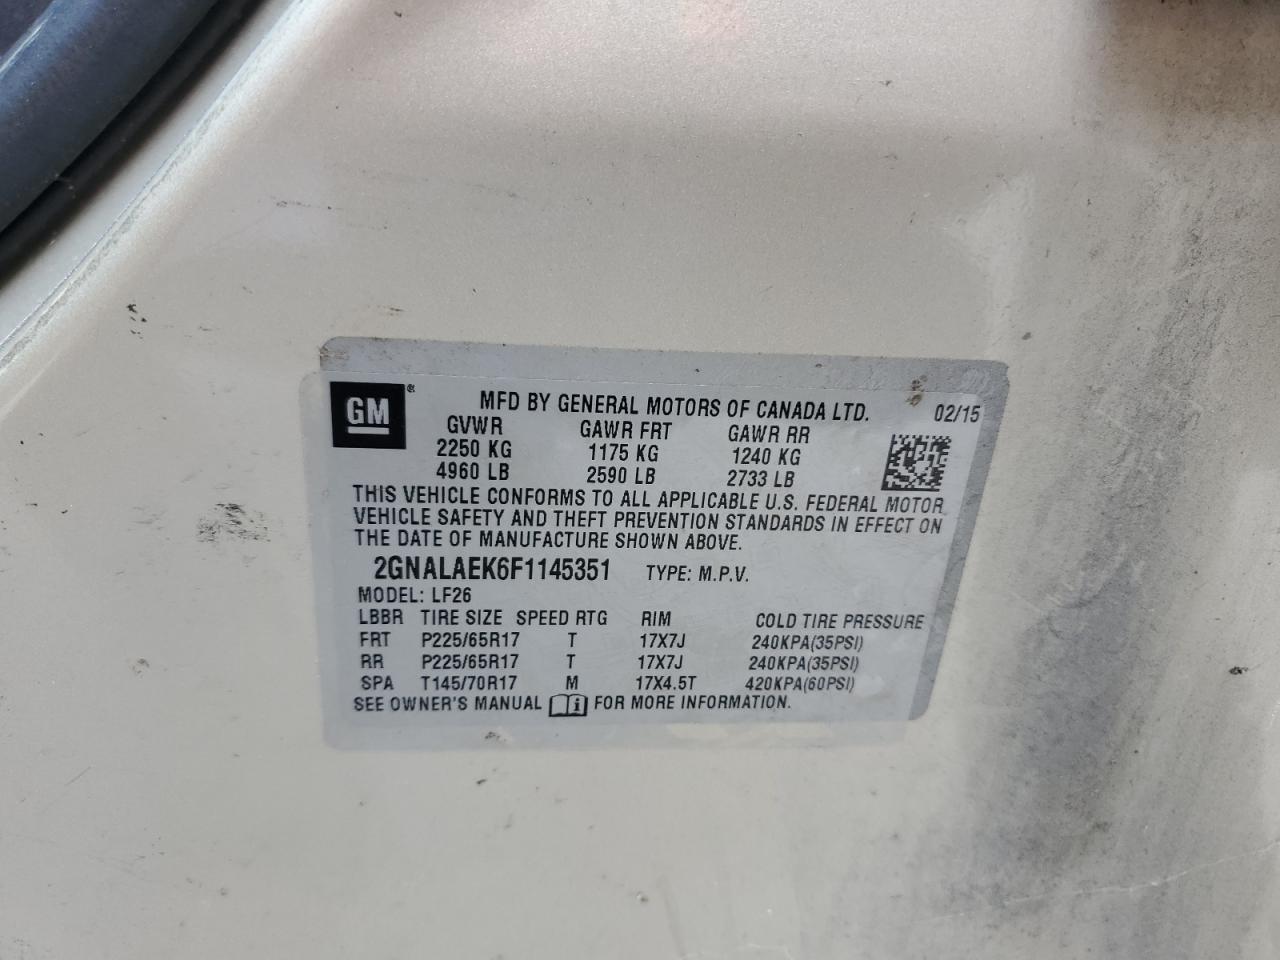 GM ®
MFD BY GENERAL MOTORS OF CANADA LTD. 02/15
GVWR GAWR FRT GAWR RR
2250 KG 1175 KG 1240 KG
4960 LB 2590 LB 2733 LB
THIS VEHICLE CONFORMS TO ALL APPLICABLE U.S. FEDERAL MOTOR
VEHICLE SAFETY AND THEFT PREVENTION STANDARDS IN EFFECT ON
THE DATE OF MANUFACTURE SHOWN ABOVE.
2GNALAEK6F1145351 TYPE: M.P.V.
MODEL: LF26
LBBR TIRE SIZE SPEED RTG RIM COLD TIRE PRESSURE
FRT P225/65R17 T 17X7J 240KPA(35PSI)
RR P225/65R17 T 17X7J 240KPA(35PSI)
SPA T145/70R17 M 17X4.5T 420KPA(60PSI)
SEE OWNER'S MANUAL i FOR MORE INFORMATION.